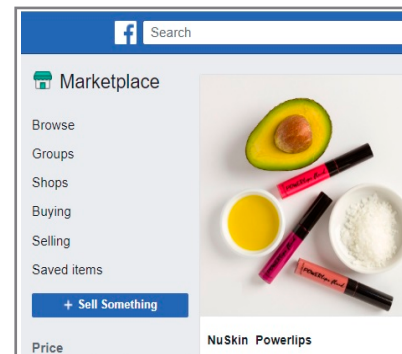 f Search
Marketplace
Browse
Groups
Shops
Buying
Selling
Saved items
+ Sell Something
Price
NuSkin Powerlips